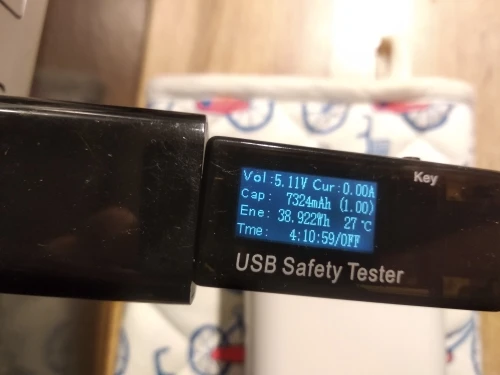 Key
Vol:5.11V Cur:0.00A
Cap: 7324mAh (1.00)
Ene: 38.922Wh 27℃
Tme: 4:10:59/OFF
USB Safety Tester